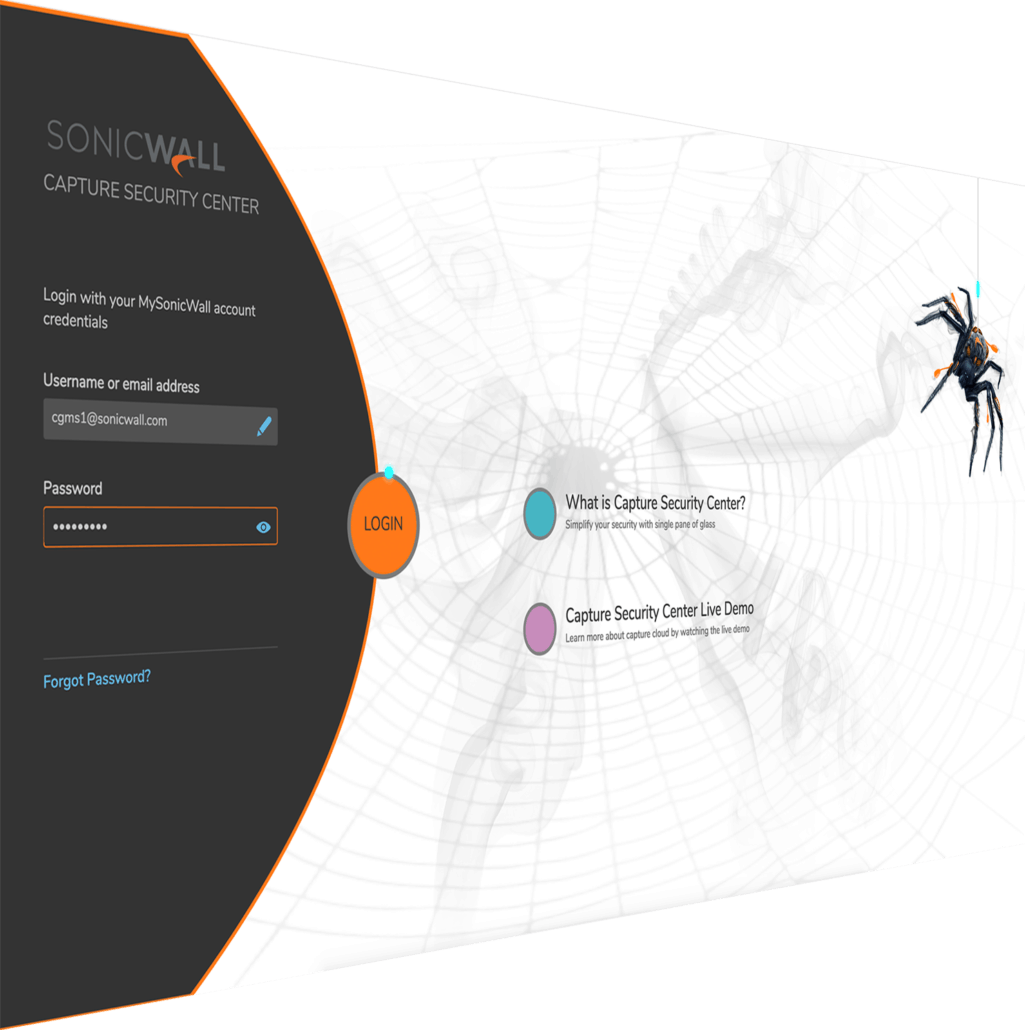 SONICWALL
CAPTURE SECURITY CENTER
Login with your MySonicWall account
credentials
Username or email address
cgms1@sonicwall.com
Password
•••••••••
Forgot Password?
LOGIN
What is Capture Security Center?
Simplify your security with single pane of glass
Capture Security Center Live Demo
Learn more about capture cloud by watching the live demo